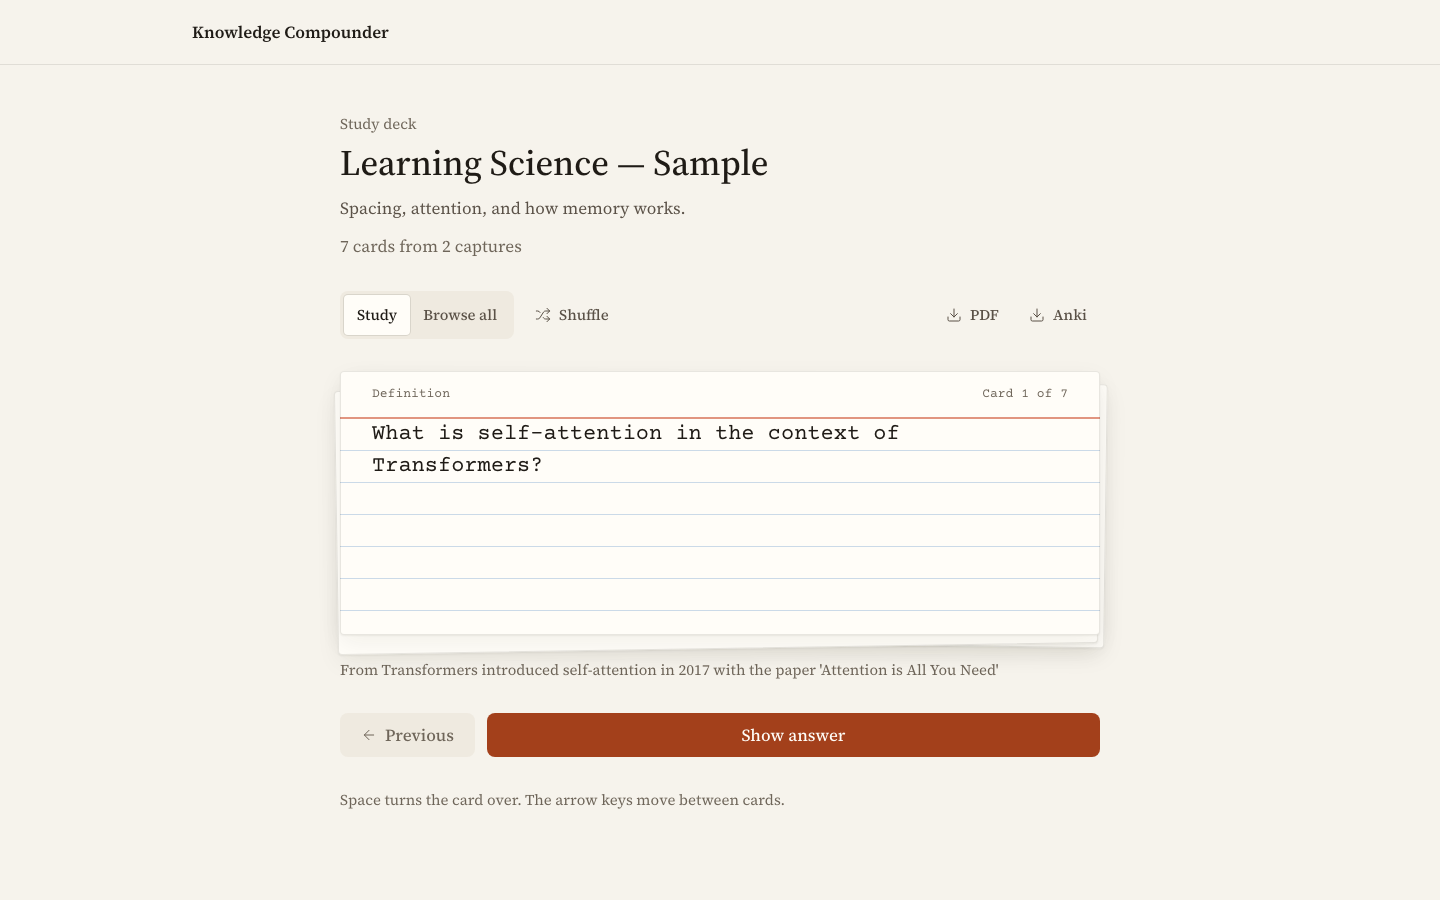 Knowledge Compounder
Study deck
Learning Science — Sample
Spacing, attention, and how memory works.
7 cards from 2 captures
Study
Browse all
Shuffle
PDF
Anki
Definition
Card 1 of 7
What is self-attention in the context of
Transformers?
From Transformers introduced self-attention in 2017 with the paper 'Attention is All You Need'
Previous
Show answer
Space turns the card over. The arrow keys move between cards.